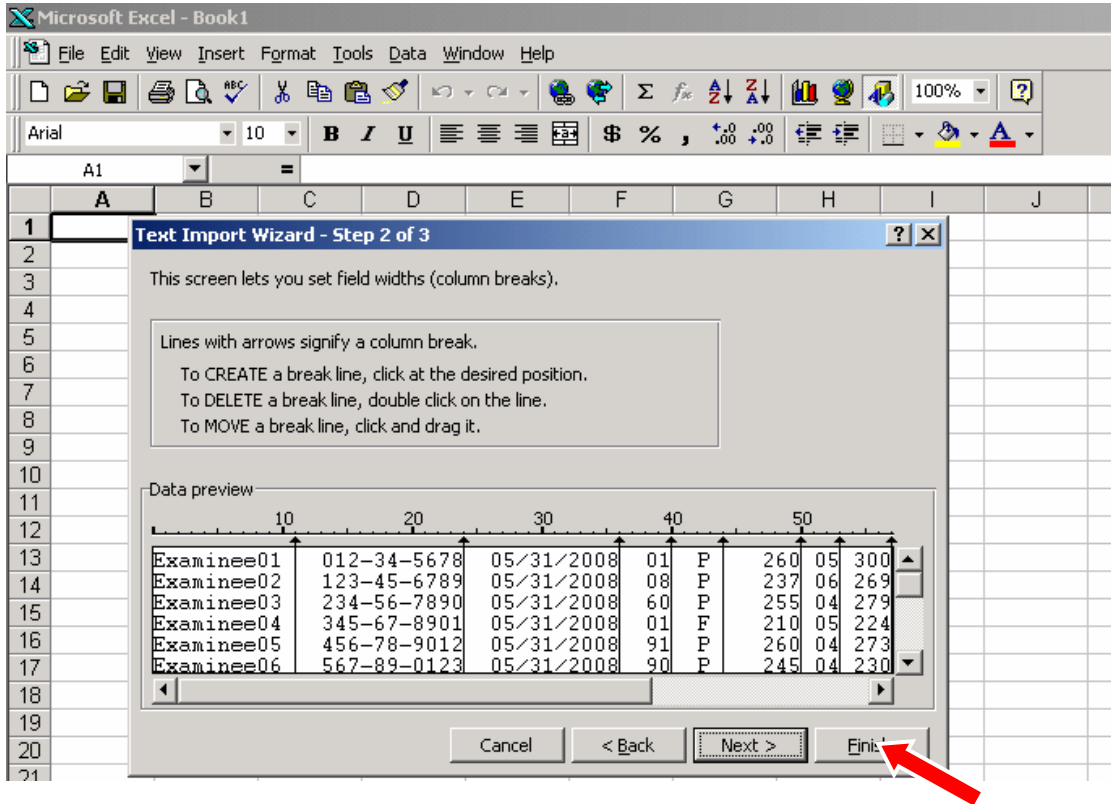 Microsoft Excel - Book1
File Edit View Insert Format Tools Data Window Help
ABC Σ fx A Z Z A 100% ?
Arial 10 B I U a $ % , .0 .00 .00 .0 A
A1 =
A B C D E F G H I J
1
Text Import Wizard - Step 2 of 3 ? X
2
3 This screen lets you set field widths (column breaks).
4
5 Lines with arrows signify a column break.
6 To CREATE a break line, click at the desired position.
7 To DELETE a break line, double click on the line.
8 To MOVE a break line, click and drag it.
9
10
Data preview
11
12 10 20 30 40 50
13 Examinee01 012-34-5678 05/31/2008 01 P 260 05 300
14 Examinee02 123-45-6789 05/31/2008 08 P 237 06 269
15 Examinee03 234-56-7890 05/31/2008 60 P 255 04 279
Examinee04 345-67-8901 05/31/2008 01 F 210 05 224
16 Examinee05 456-78-9012 05/31/2008 91 P 260 04 273
17 Examinee06 567-89-0123 05/31/2008 90 P 245 04 230
18
19
20 Cancel < Back Next > Finish
21